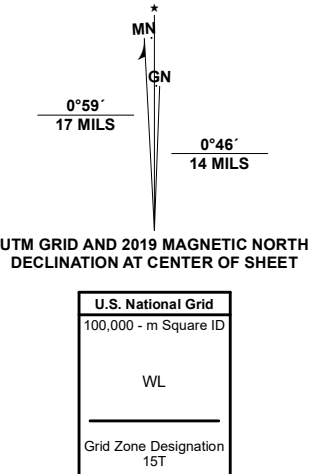 ★
MN
GN
0°59´
17 MILS
0°46´
14 MILS
UTM GRID AND 2019 MAGNETIC NORTH
DECLINATION AT CENTER OF SHEET
U.S. National Grid
100,000 - m Square ID
WL
Grid Zone Designation
15T